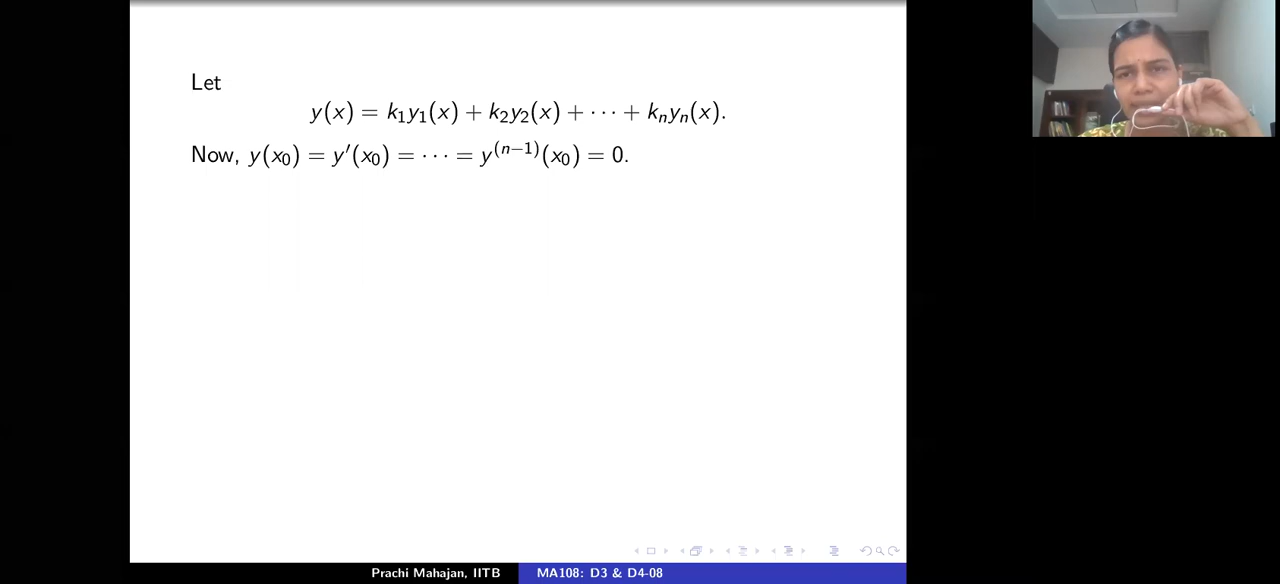 Let
y(x) = k₁y₁(x) + k₂y₂(x) + ⋯ + kₙyₙ(x).
Now, y(x₀) = y′(x₀) = ⋯ = y⁽ⁿ⁻¹⁾(x₀) = 0.
Prachi Mahajan, IITB MA108: D3 & D4-08